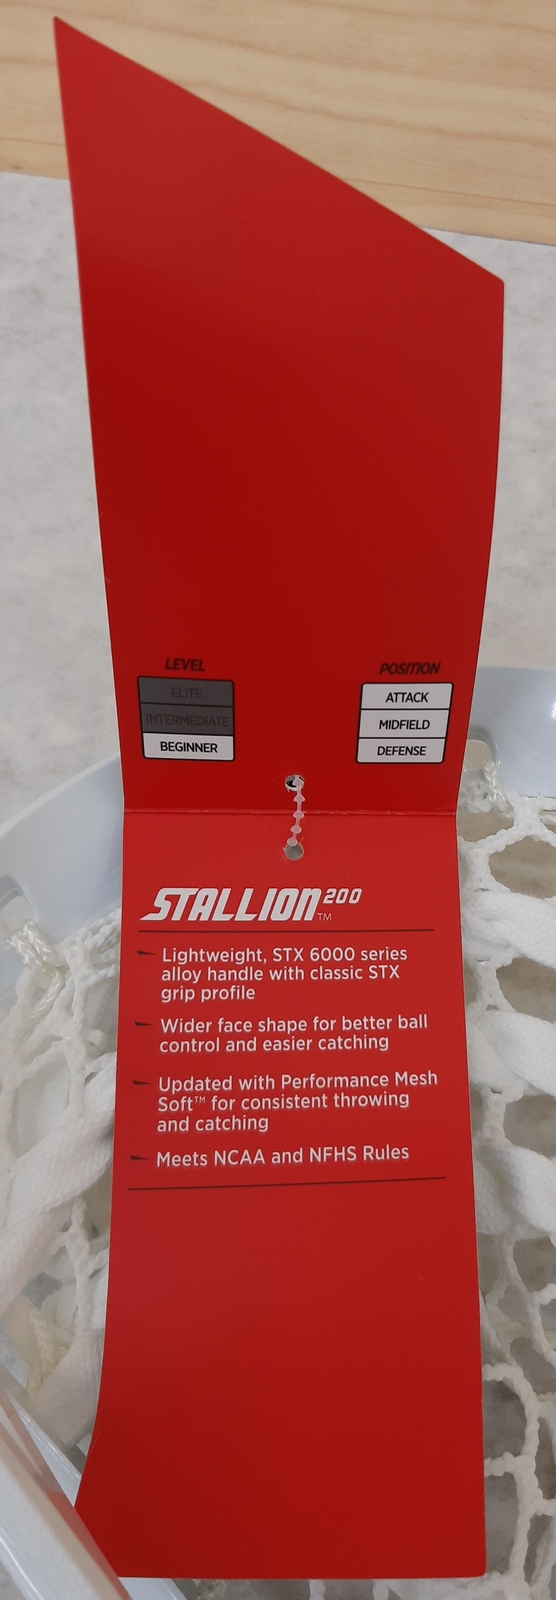 LEVEL
ELITE
INTERMEDIATE
BEGINNER
POSITION
ATTACK
MIDFIELD
DEFENSE
STALLION 200™
Lightweight, STX 6000 series
alloy handle with classic STX
grip profile
Wider face shape for better ball
control and easier catching
Updated with Performance Mesh
Soft™ for consistent throwing
and catching
Meets NCAA and NFHS Rules